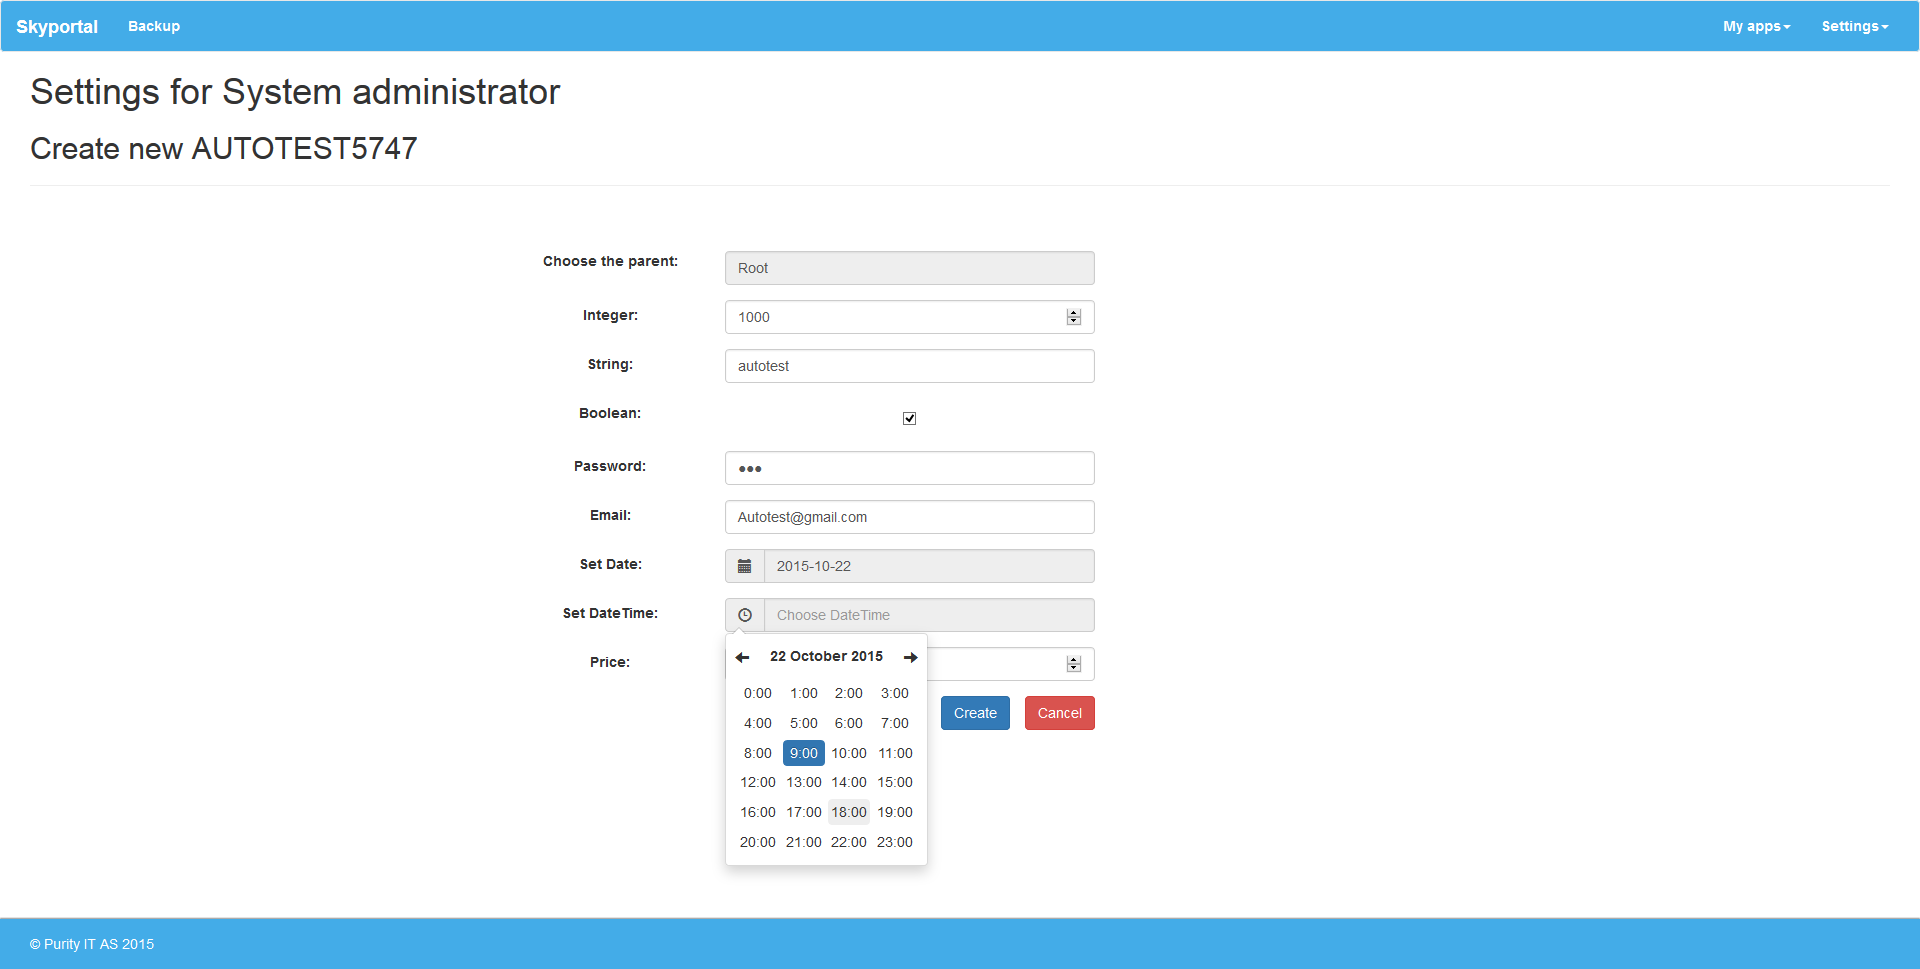 Skyportal Backup My apps Settings
Settings for System administrator
Create new AUTOTEST5747
Choose the parent: Root
Integer: 1000
String: autotest
Boolean:
Password: ●●●
Email: Autotest@gmail.com
Set Date: 2015-10-22
Set DateTime: Choose DateTime
Price:
22 October 2015
0:00 1:00 2:00 3:00
4:00 5:00 6:00 7:00
8:00 9:00 10:00 11:00
12:00 13:00 14:00 15:00
16:00 17:00 18:00 19:00
20:00 21:00 22:00 23:00
Create Cancel
© Purity IT AS 2015